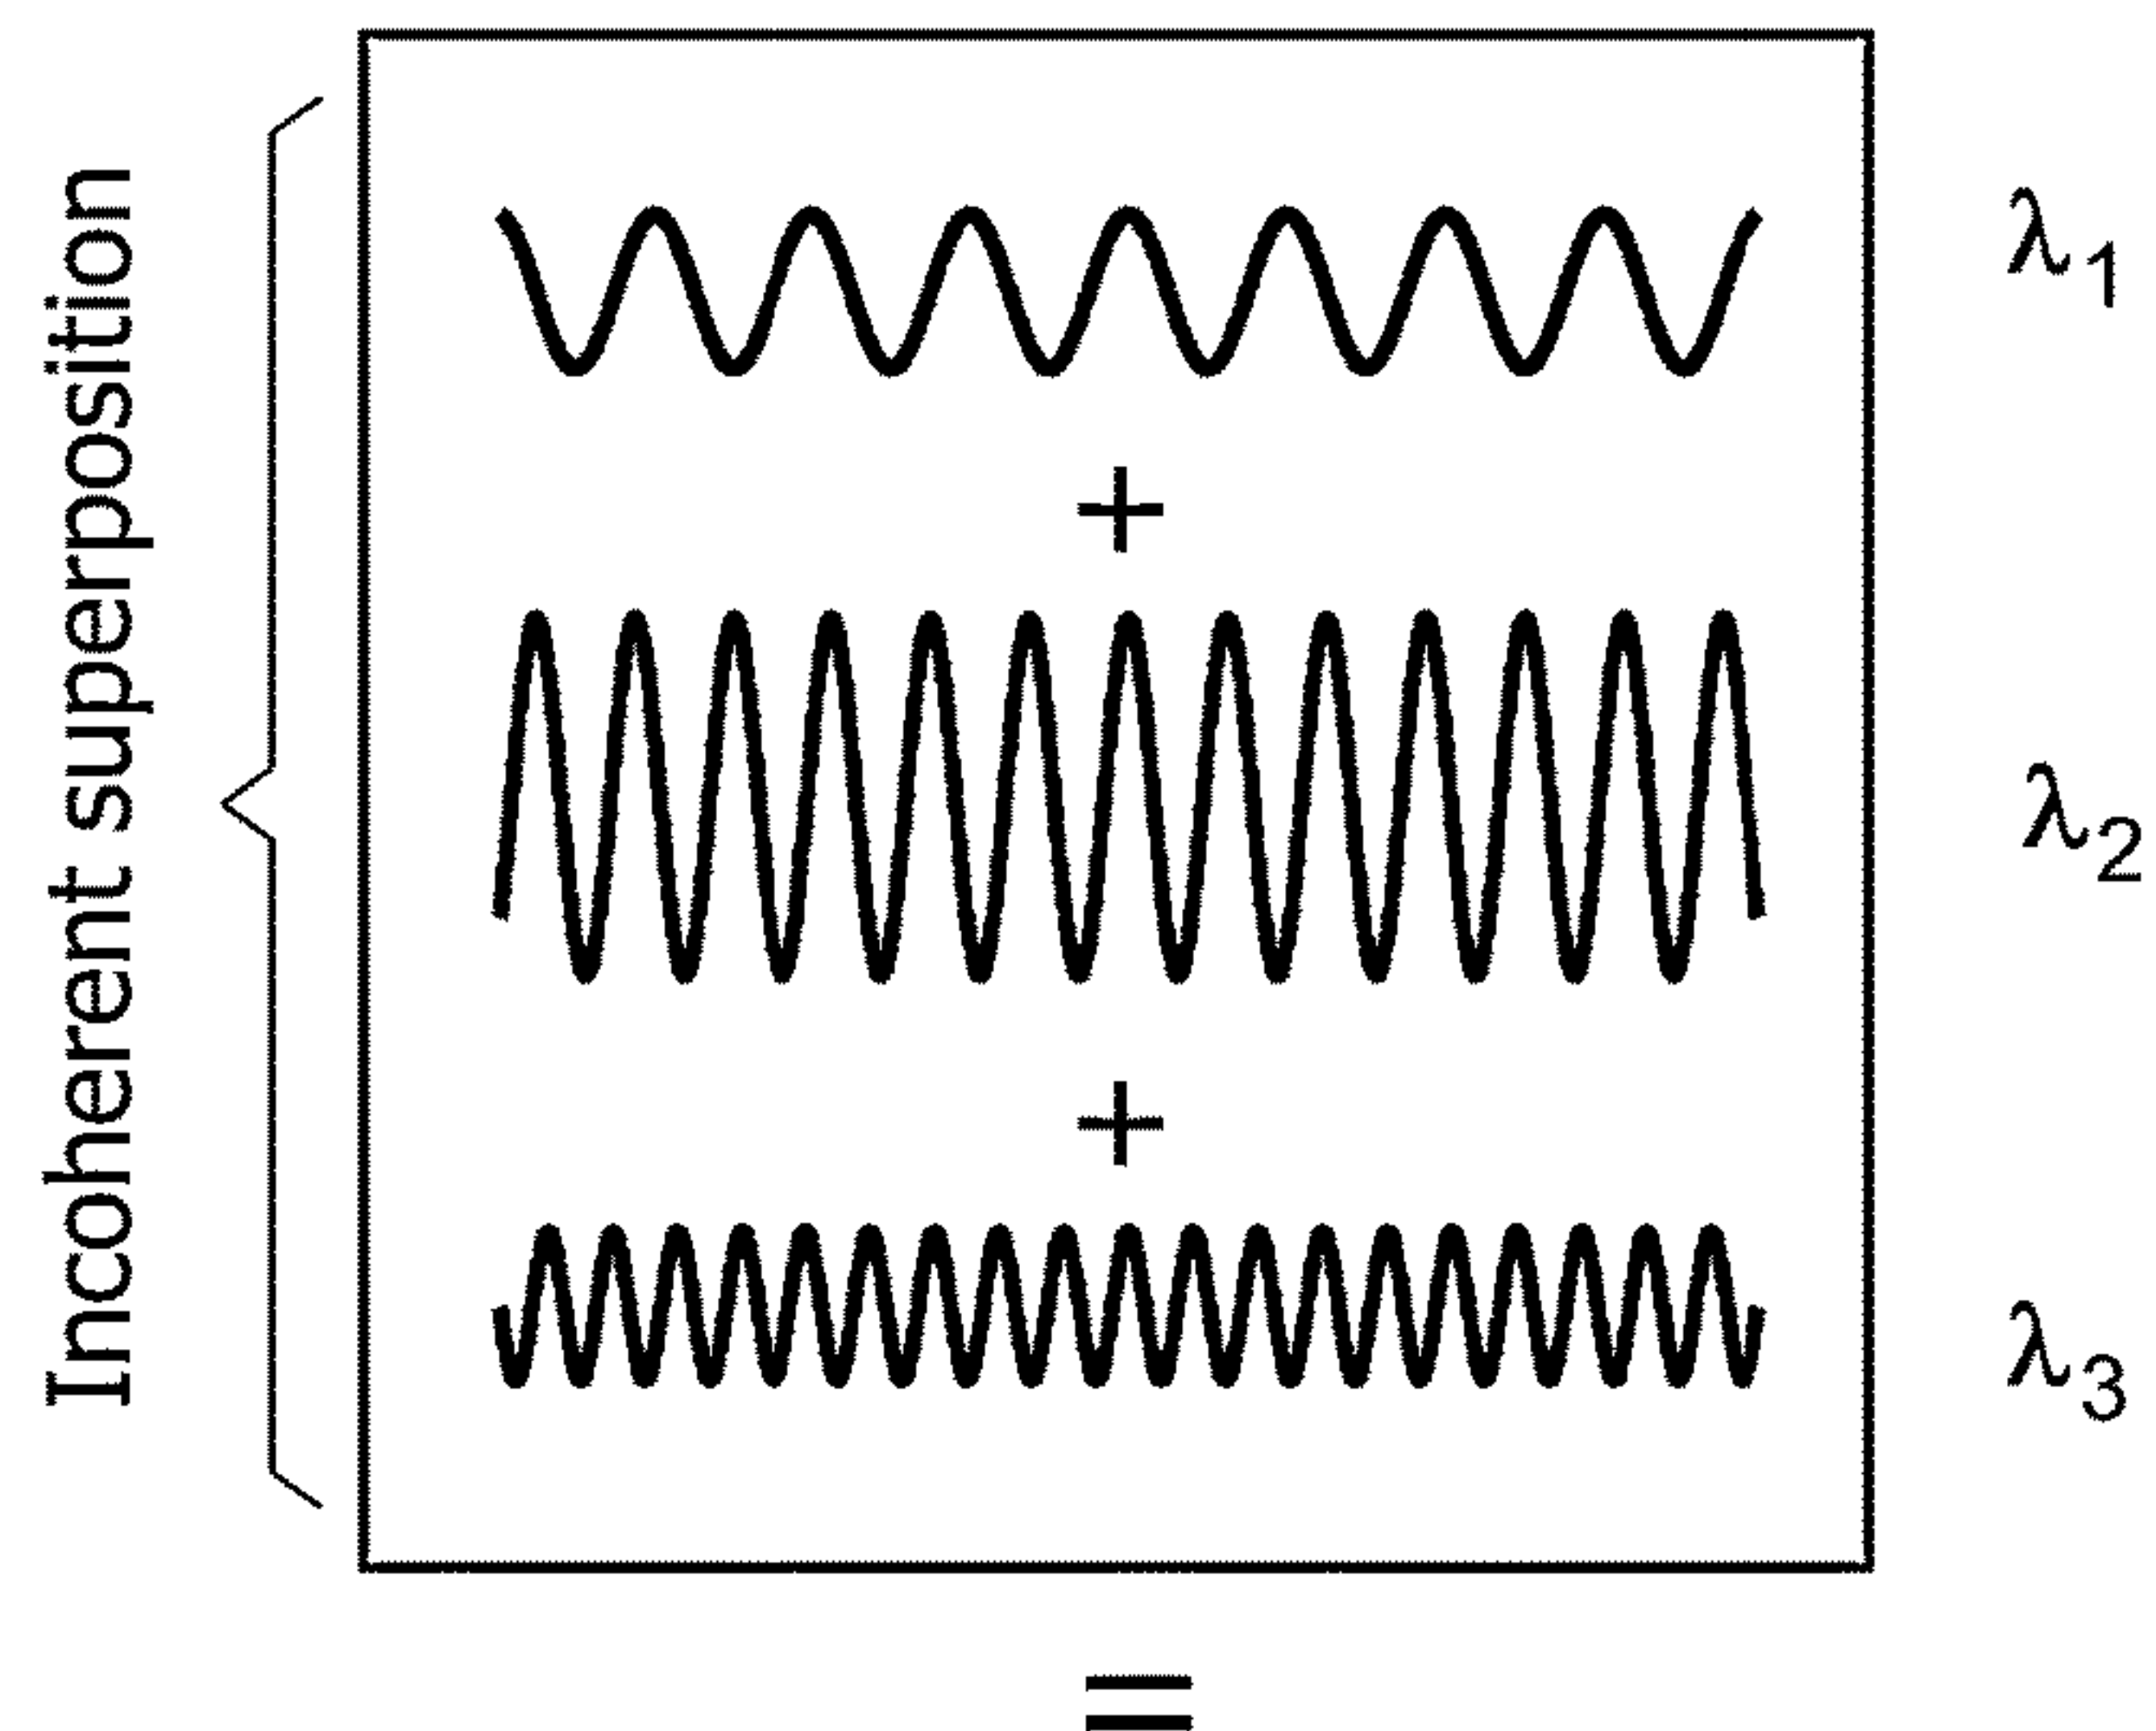 Incoherent superposition
λ1
+
λ2
+
λ3
=